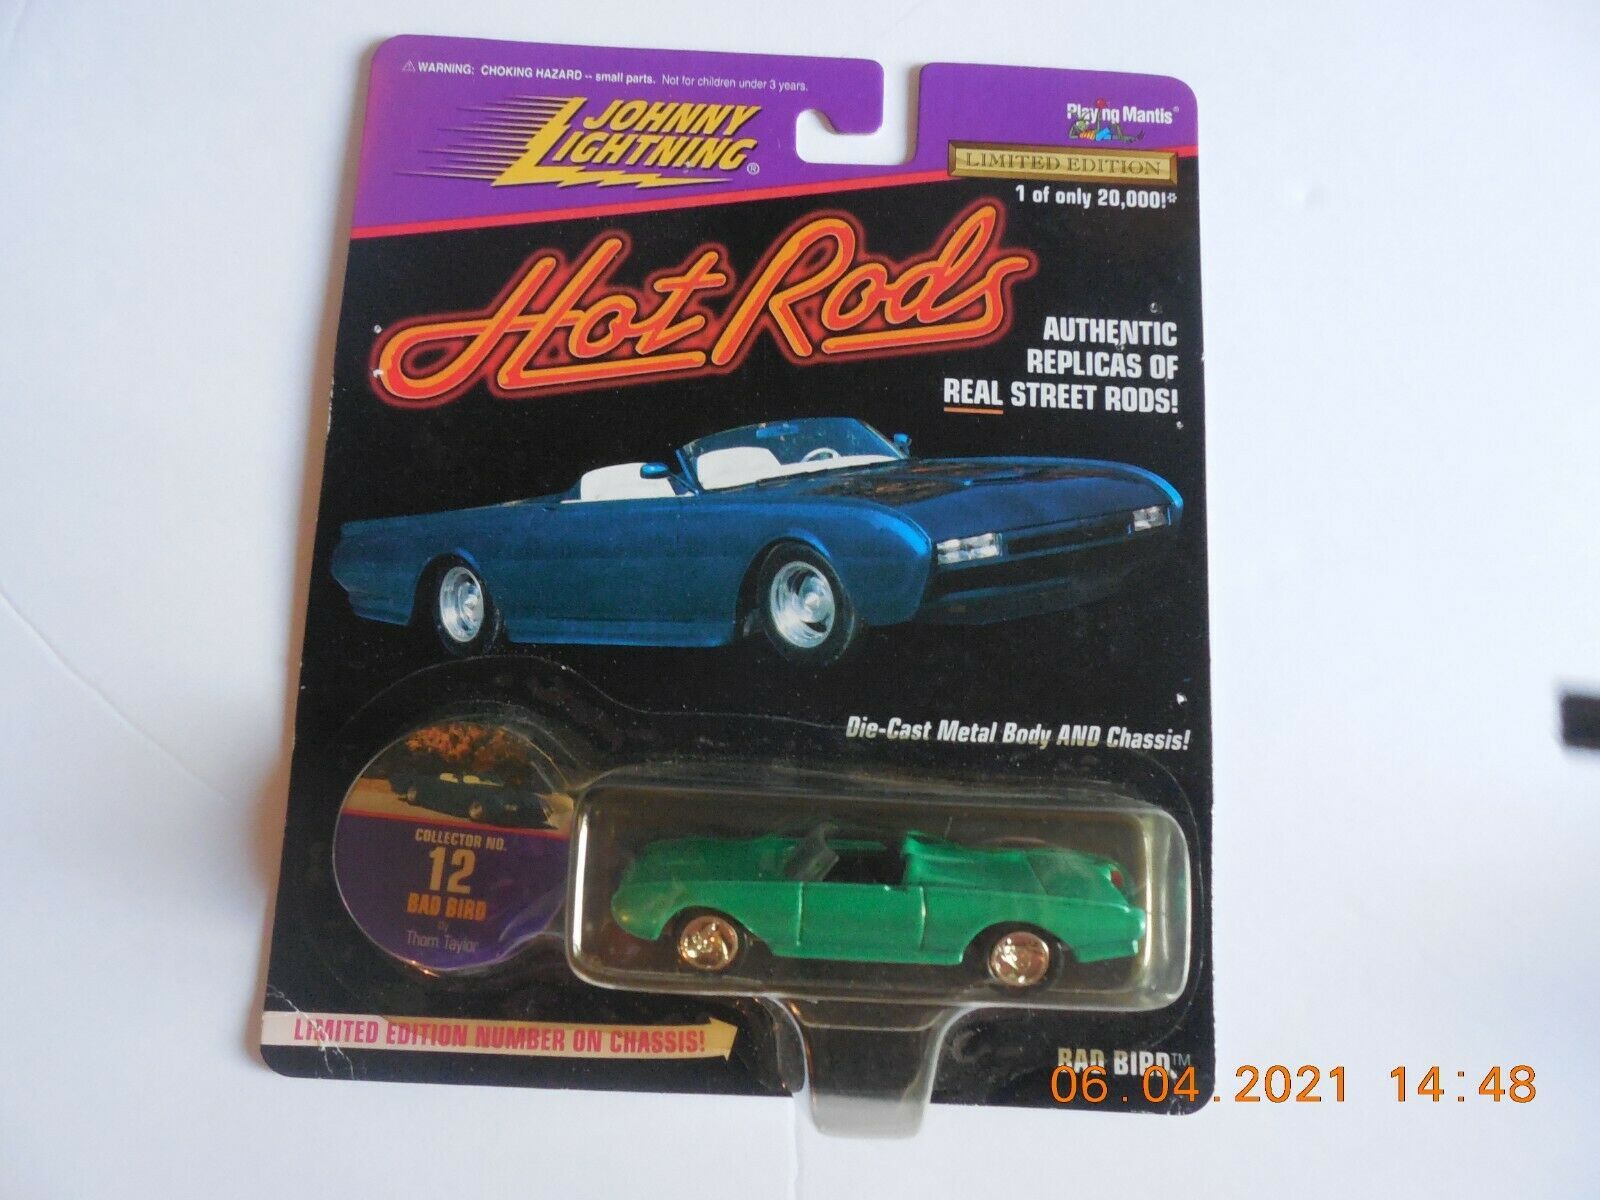 ⚠ WARNING: CHOKING HAZARD -- small parts. Not for children under 3 years.
JOHNNY
LIGHTNING®
Playing Mantis®
LIMITED EDITION
1 of only 20,000!*
Hot Rods
AUTHENTIC
REPLICAS OF
REAL STREET RODS!
Die-Cast Metal Body AND Chassis!
COLLECTOR NO.
12
BAD BIRD
By
Thom Taylor
LIMITED EDITION NUMBER ON CHASSIS!
BAD BIRD™
06.04.2021 14:48